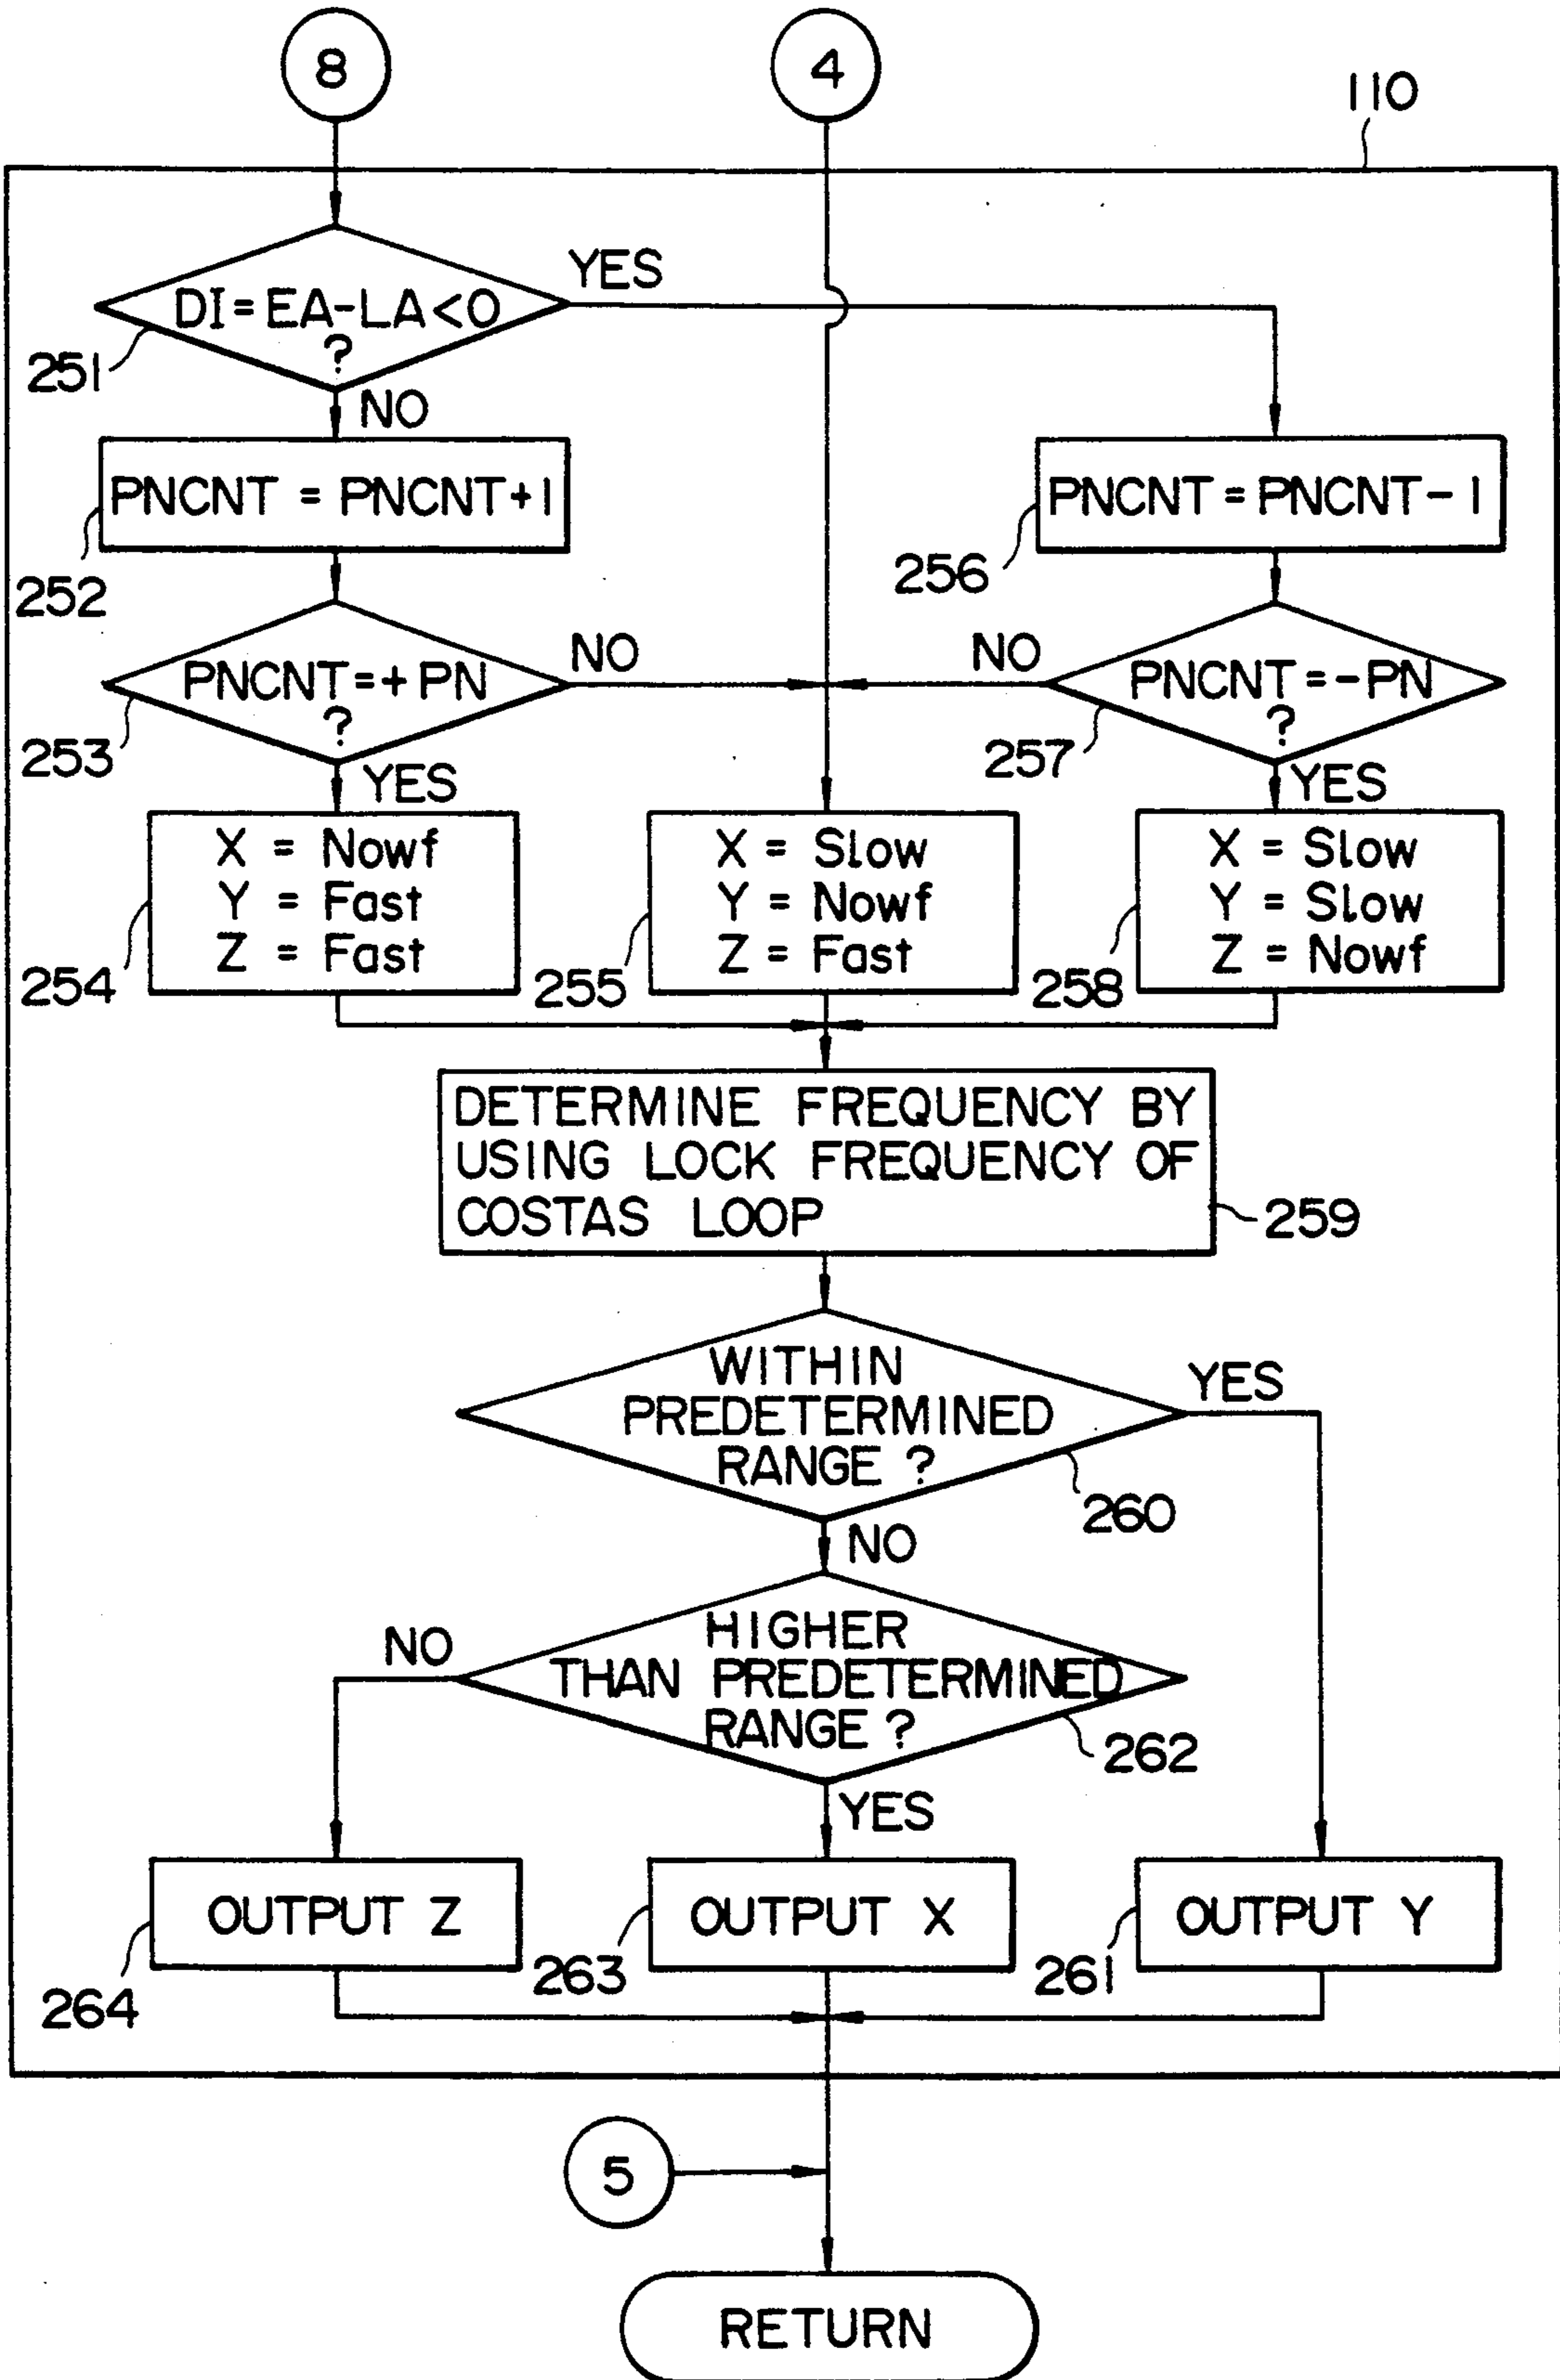 8
4
110
DI=EA-LA<0
?
YES
251
NO
PNCNT = PNCNT+1
252
PNCNT = PNCNT-1
256
PNCNT=+PN
?
NO
253
YES
NO
PNCNT=-PN
?
257
YES
X = Nowf
Y = Fast
Z = Fast
254
X = Slow
Y = Nowf
Z = Fast
255
X = Slow
Y = Slow
Z = Nowf
258
DETERMINE FREQUENCY BY
USING LOCK FREQUENCY OF
COSTAS LOOP
259
WITHIN
PREDETERMINED
RANGE ?
YES
260
NO
HIGHER
THAN PREDETERMINED
RANGE ?
NO
262
YES
OUTPUT Z
264
OUTPUT X
263
OUTPUT Y
261
5
RETURN